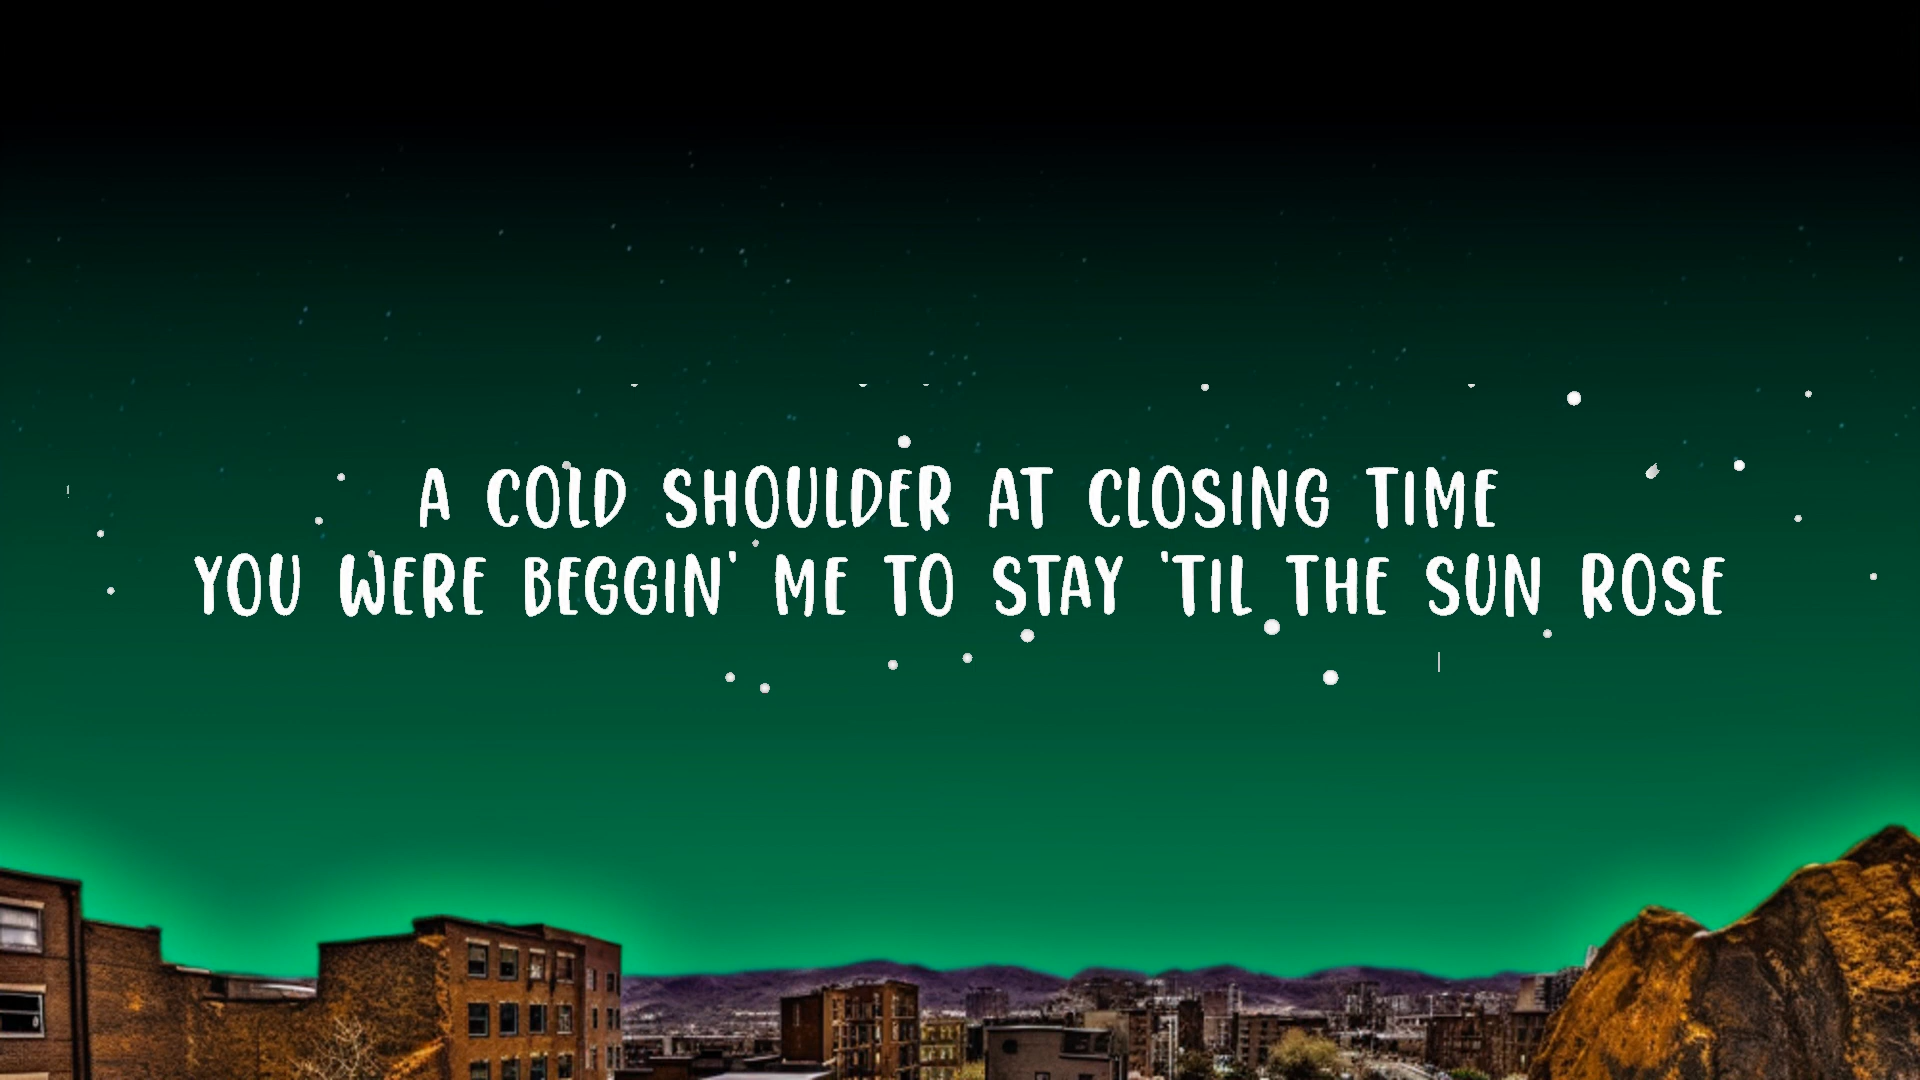 A COLD SHOULDER AT CLOSING TIME
YOU WERE BEGGIN' ME TO STAY 'TIL THE SUN ROSE